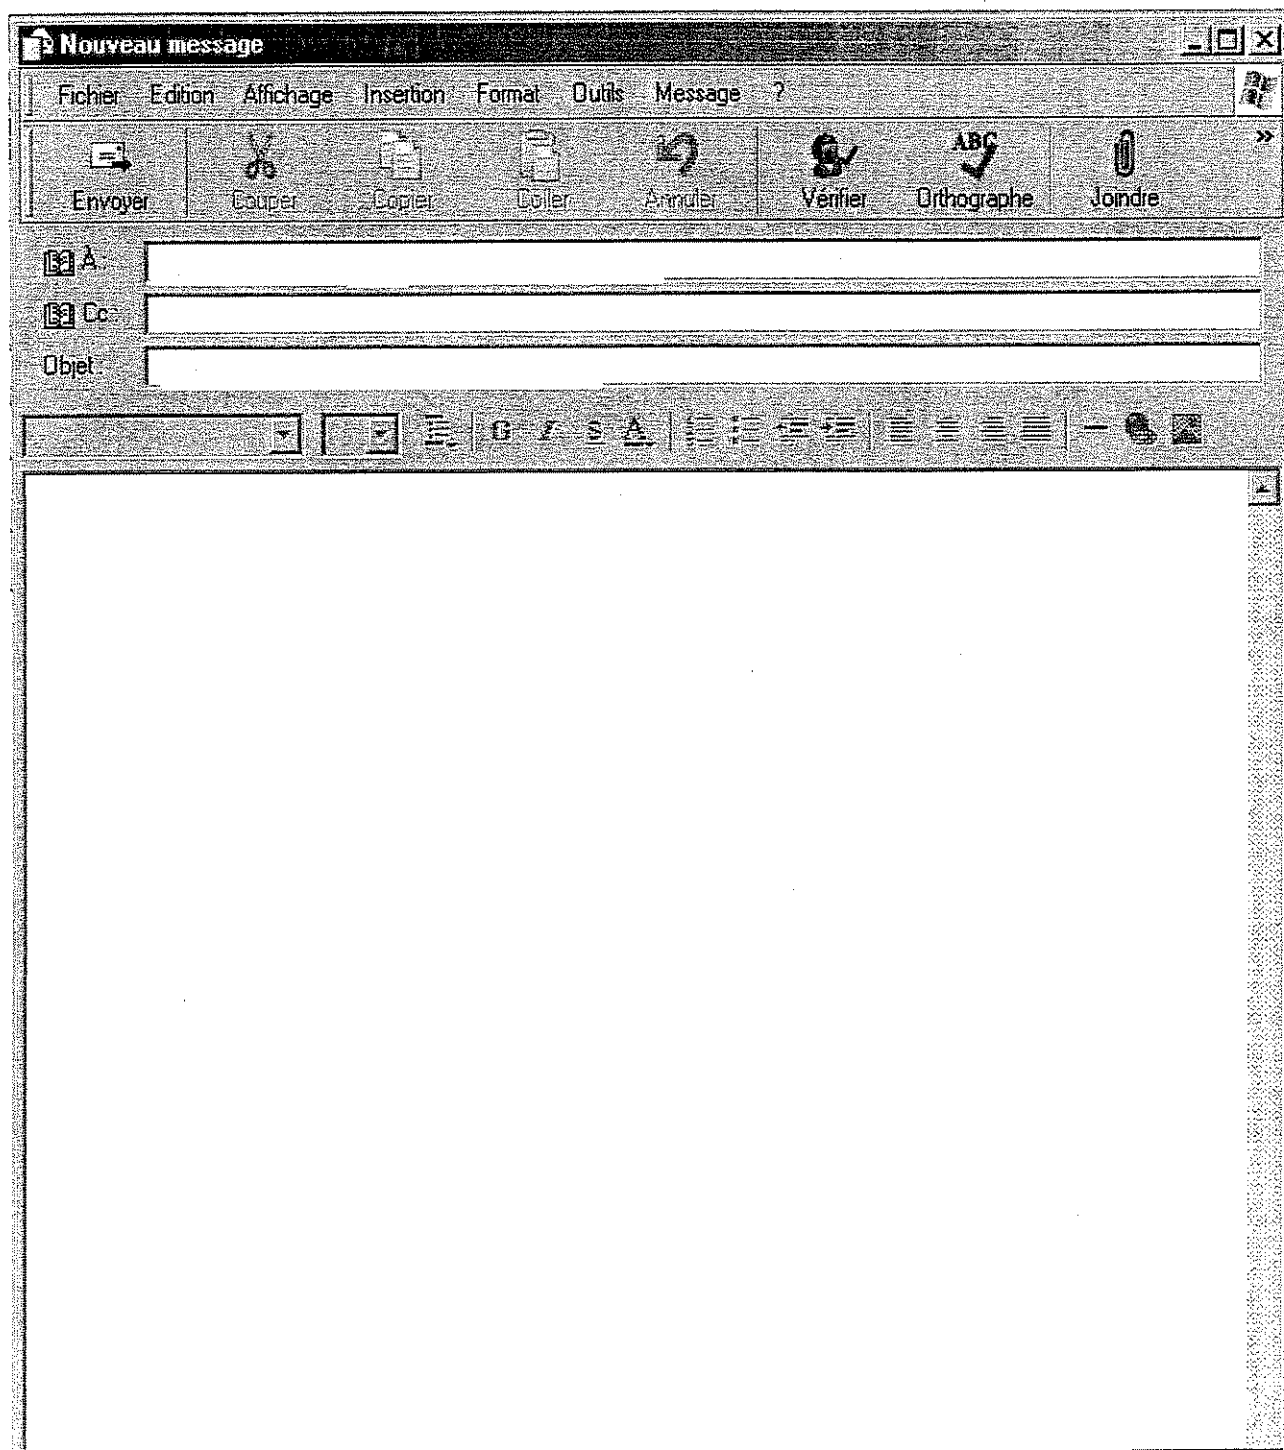 Nouveau message
Fichier Edition Affichage Insertion Format Outils Message ?
ABC »
Envoyer Couper Copier Coller Annuler Vérifier Orthographe Joindre
À :
Cc :
Objet :
G I S A